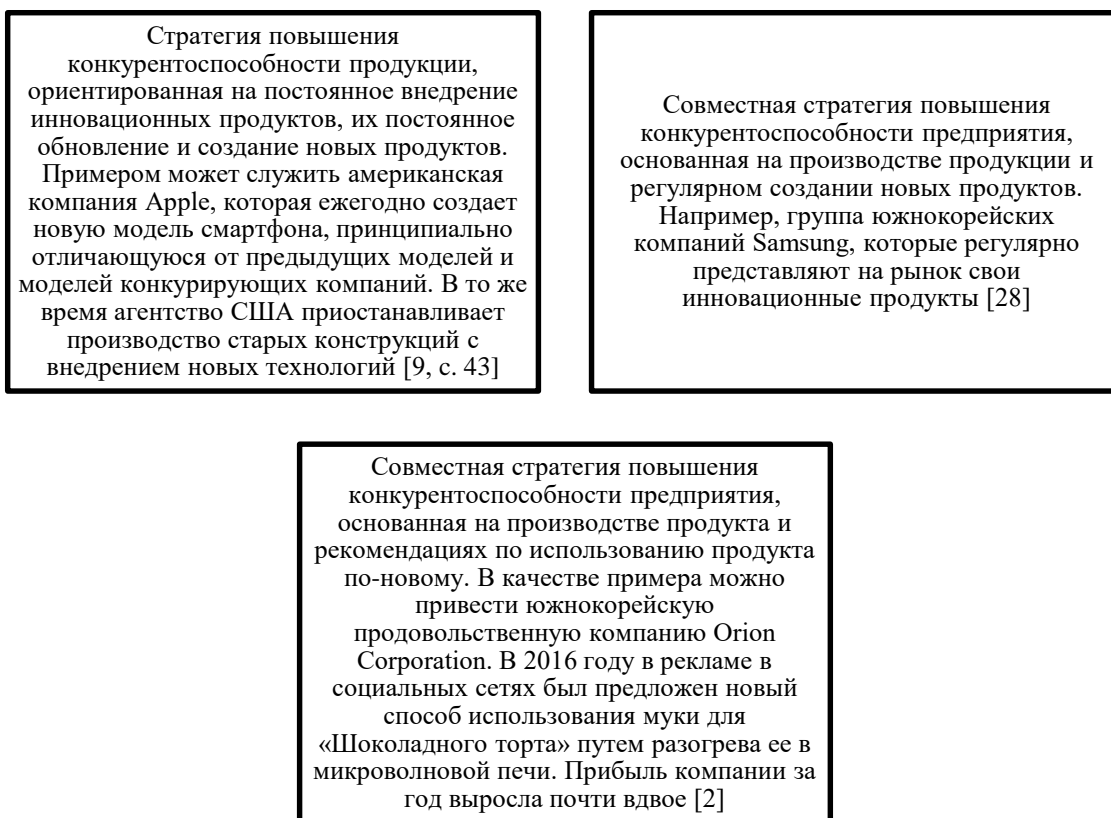 Стратегия повышения
конкурентоспособности продукции,
ориентированная на постоянное внедрение
инновационных продуктов, их постоянное
обновление и создание новых продуктов.
Примером может служить американская
компания Apple, которая ежегодно создает
новую модель смартфона, принципиально
отличающуюся от предыдущих моделей и
моделей конкурирующих компаний. В то же
время агентство США приостанавливает
производство старых конструкций с
внедрением новых технологий [9, с. 43]
Совместная стратегия повышения
конкурентоспособности предприятия,
основанная на производстве продукции и
регулярном создании новых продуктов.
Например, группа южнокорейских
компаний Samsung, которые регулярно
представляют на рынок свои
инновационные продукты [28]
Совместная стратегия повышения
конкурентоспособности предприятия,
основанная на производстве продукта и
рекомендациях по использованию продукта
по-новому. В качестве примера можно
привести южнокорейскую
продовольственную компанию Orion
Corporation. В 2016 году в рекламе в
социальных сетях был предложен новый
способ использования муки для
«Шоколадного торта» путем разогрева ее в
микроволновой печи. Прибыль компании за
год выросла почти вдвое [2]